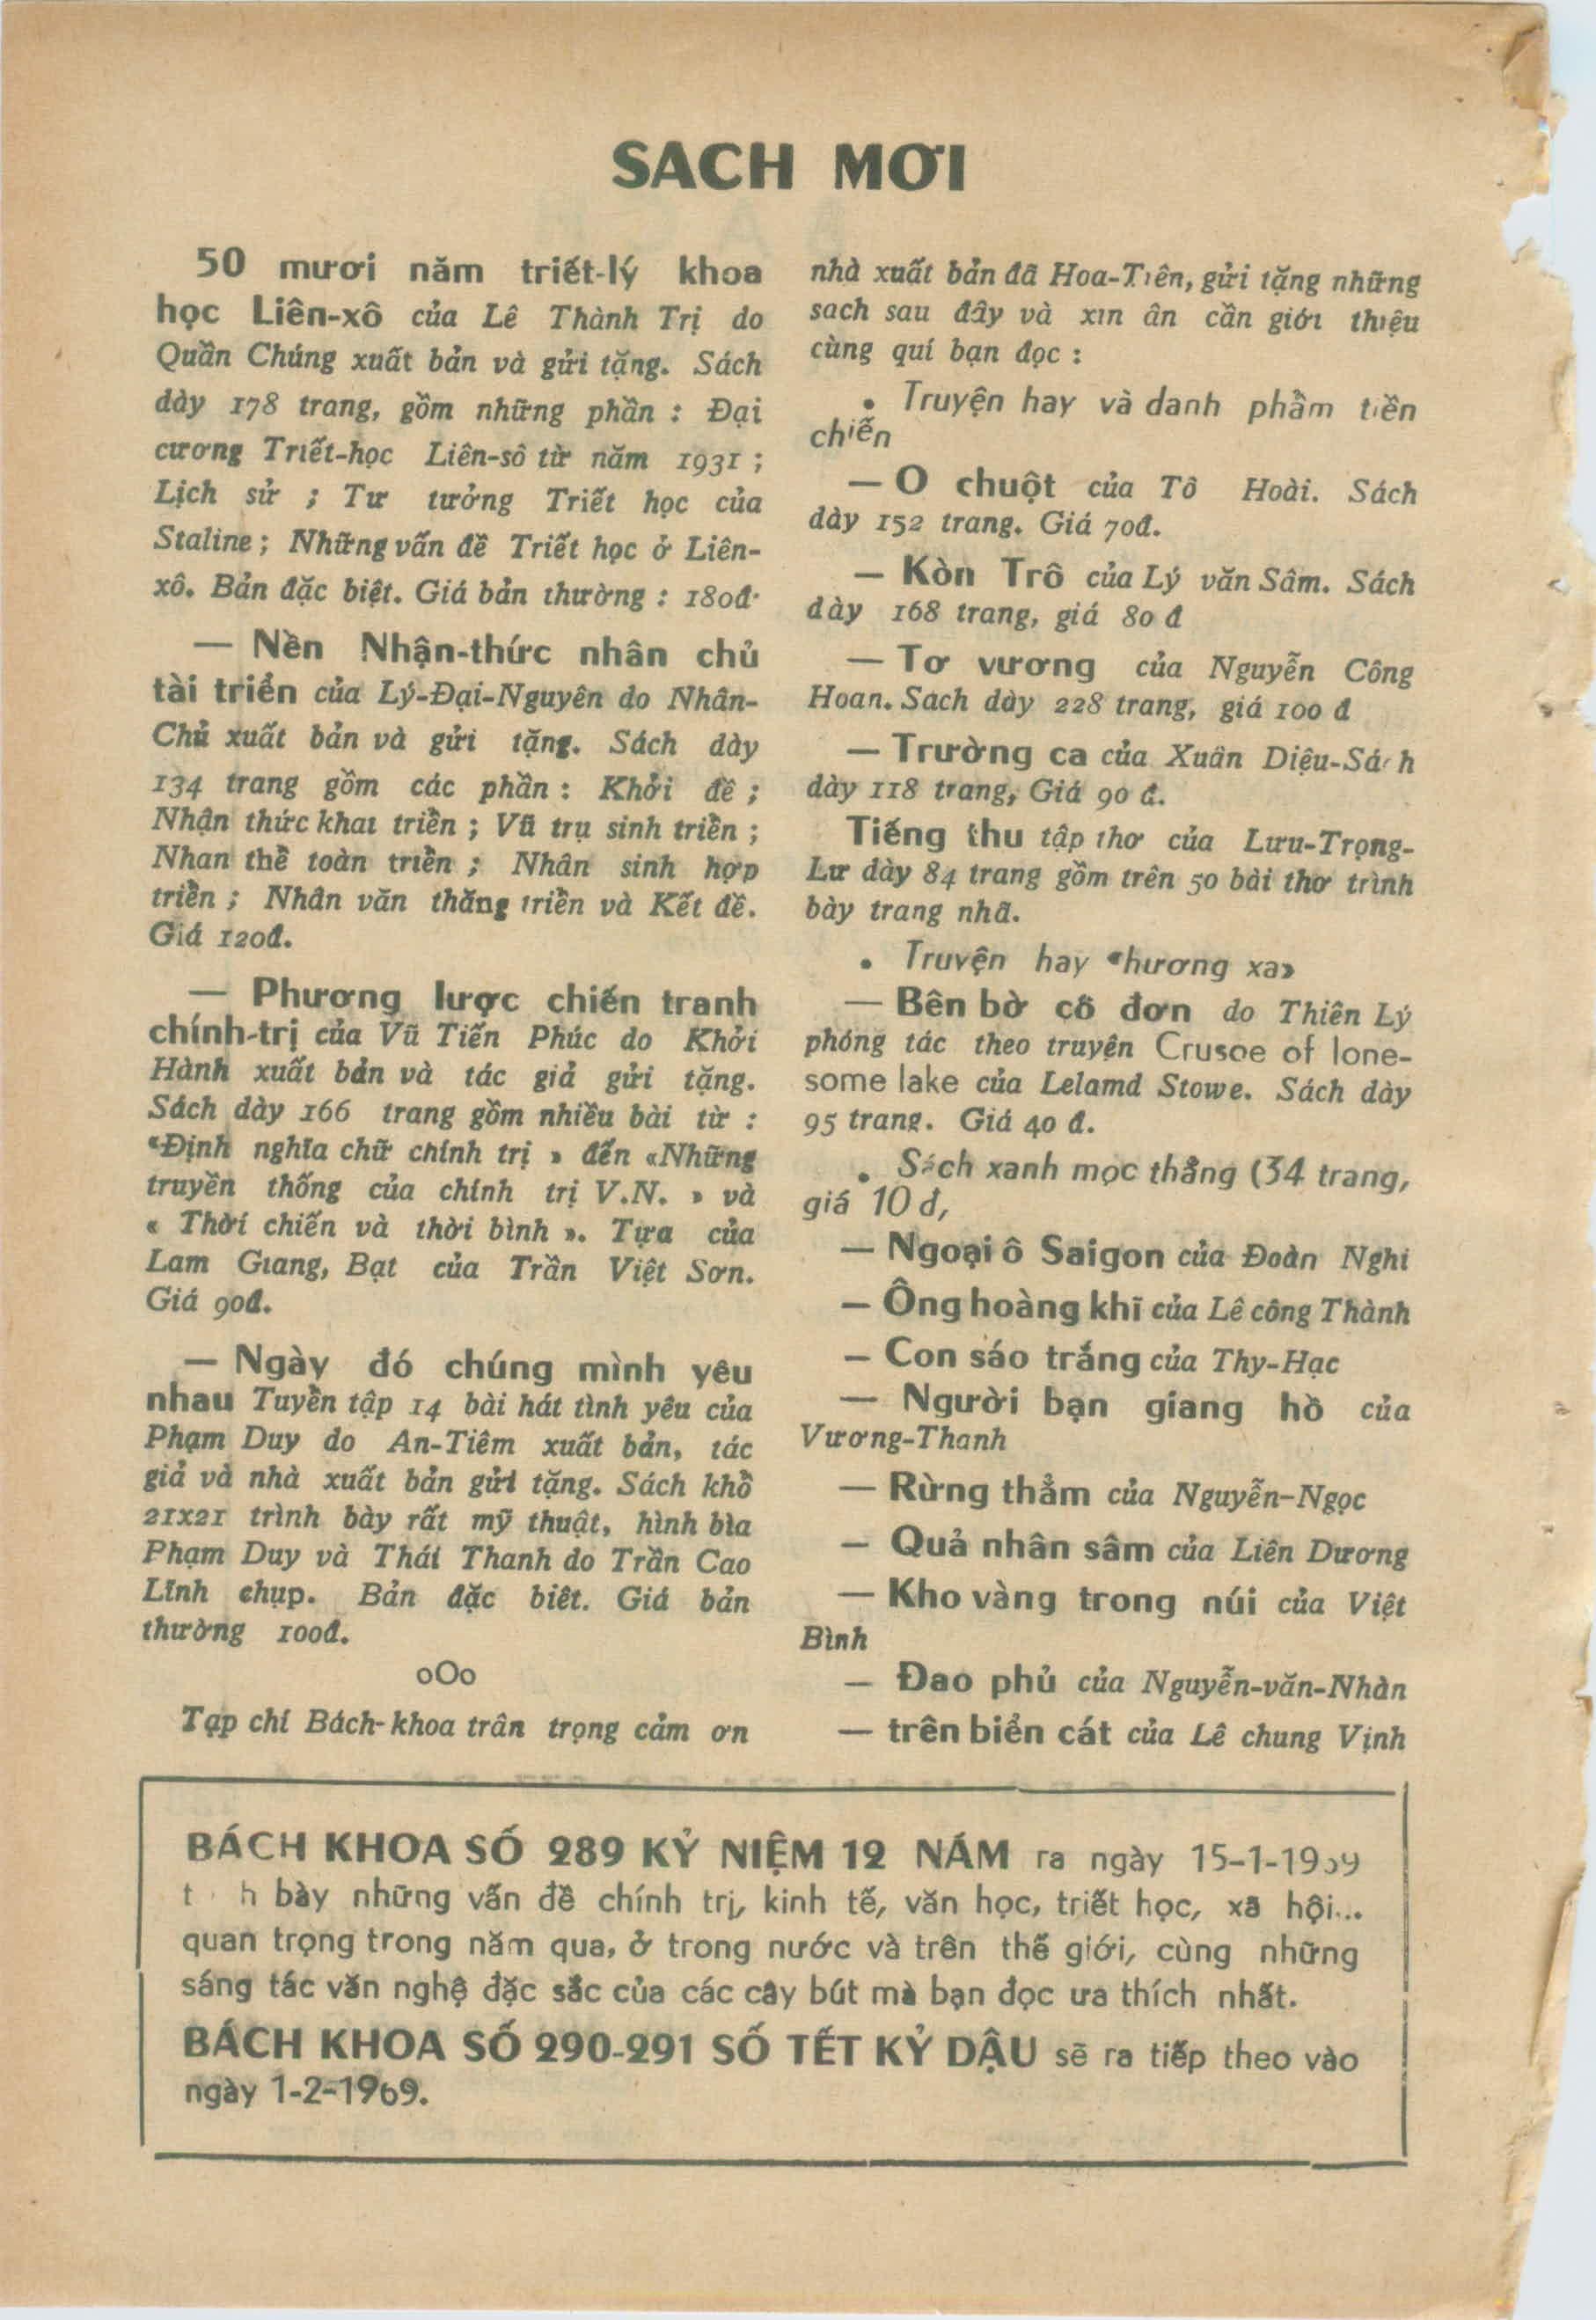 SACH MƠI
50 mươi năm triết-lý khoa
học Liên-xô của Lê Thành Trị do
Quần Chúng xuất bản và gửi tặng. Sách
dày 178 trang, gồm những phần : Đại
cương Triết-học Liên-sô từ năm 1931 ;
Lịch sử ; Tư tưởng Triết học của
Staline ; Những vấn đề Triết học ở Liên-
xô. Bản đặc biệt. Giá bản thường : 180đ.
— Nền Nhận-thức nhân chủ
tài triển của Lý-Đại-Nguyên do Nhân-
Chủ xuất bản và gửi tặng. Sách dày
134 trang gồm các phần : Khởi đề ;
Nhận thức khai triển ; Vũ trụ sinh triển ;
Nhan thể toàn triển ; Nhân sinh hợp
triển ; Nhân văn thăng triển và Kết đề.
Giá 120đ.
— Phương lược chiến tranh
chính-trị của Vũ Tiến Phúc do Khởi
Hành xuất bản và tác giả gửi tặng.
Sách dày 166 trang gồm nhiều bài từ :
«Định nghĩa chữ chính trị » đến «Những
truyền thống của chính trị V.N. » và
« Thời chiến và thời bình ». Tựa của
Lam Giang, Bạt của Trần Việt Sơn.
Giá 90đ.
— Ngày đó chúng mình yêu
nhau Tuyển tập 14 bài hát tình yêu của
Phạm Duy do An-Tiêm xuất bản, tác
giả và nhà xuất bản gửi tặng. Sách khổ
21x21 trình bày rất mỹ thuật, hình bìa
Phạm Duy và Thái Thanh do Trần Cao
Lĩnh chụp. Bản đặc biêt. Giá bản
thường 100đ.
oOo
Tạp chí Bách-khoa trân trọng cảm ơn
nhà xuất bản đã Hoa-Tiên, gửi tặng những
sach sau đây và xin ân cần giới thiệu
cùng quí bạn đọc :
• Truyện hay và danh phẩm tiền
chiến
— O chuột của Tô Hoài. Sách
dày 152 trang. Giá 70đ.
— Kòn Trô của Lý văn Sâm. Sách
dày 168 trang, giá 80 đ
— Tơ vương của Nguyễn Công
Hoan. Sach dày 228 trang, giá 100 đ
— Trường ca của Xuân Diệu-Sách
dày 118 trang, Giá 90 đ.
Tiếng thu tập thơ của Lưu-Trọng-
Lư dày 84 trang gồm trên 50 bài thơ trình
bày trang nhã.
• Truyện hay «hương xa»
— Bên bờ cô đơn do Thiên Lý
phóng tác theo truyện Crusoe of lone-
some lake của Lelamd Stowe. Sách dày
95 trang. Giá 40 đ.
• Sách xanh mọc thẳng (34 trang,
giá 10 đ,
— Ngoại ô Saigon của Đoàn Nghi
— Ông hoàng khỉ của Lê công Thành
— Con sáo trắng của Thy-Hạc
— Người bạn giang hồ của
Vương-Thanh
— Rừng thẳm của Nguyễn-Ngọc
— Quả nhân sâm của Liên Dương
— Kho vàng trong núi của Việt
Bình
— Đao phủ của Nguyễn-văn-Nhàn
— trên biển cát của Lê chung Vịnh
BÁCH KHOA SỐ 289 KỶ NIỆM 12 NĂM ra ngày 15-1-1969
bày những vấn đề chính trị, kinh tế, văn học, triết học, xã hội...
quan trọng trong năm qua, ở trong nước và trên thế giới, cùng những
sáng tác văn nghệ đặc sắc của các cây bút mà bạn đọc ưa thích nhất.
BÁCH KHOA SỐ 290-291 SỐ TẾT KỶ DẬU sẽ ra tiếp theo vào
ngày 1-2-1969.